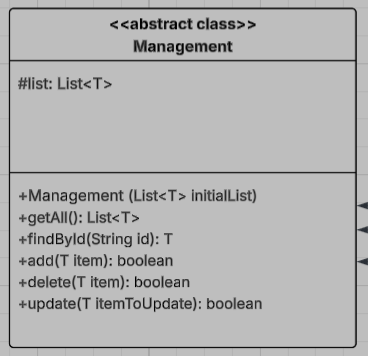 <<abstract class>>
Management
#list: List<T>
+Management (List<T> initialList)
+getAll(): List<T>
+findById(String id): T
+add(T item): boolean
+delete(T item): boolean
+update(T itemToUpdate): boolean